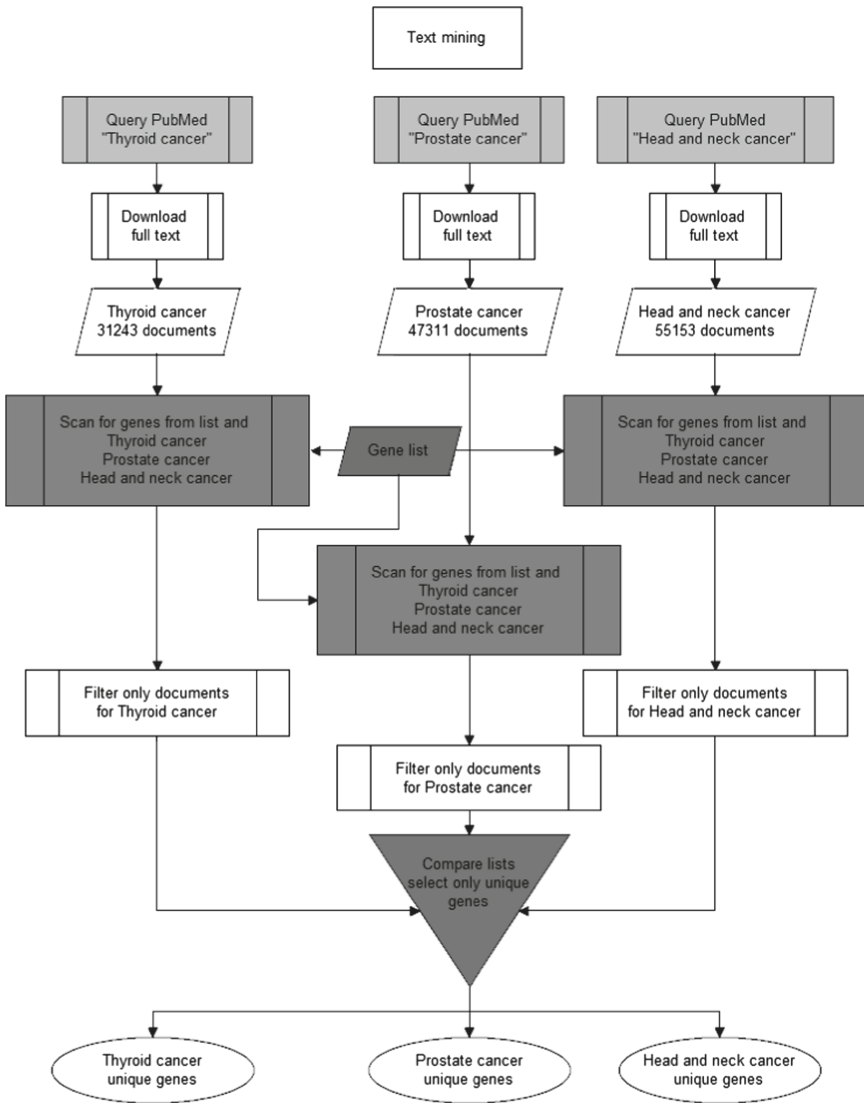 Text mining
Query PubMed
"Thyroid cancer"
Query PubMed
"Prostate cancer"
Query PubMed
"Head and neck cancer"
Download
full text
Download
full text
Download
full text
Thyroid cancer
31243 documents
Prostate cancer
47311 documents
Head and neck cancer
55153 documents
Scan for genes from list and
Thyroid cancer
Prostate cancer
Head and neck cancer
Gene list
Scan for genes from list and
Thyroid cancer
Prostate cancer
Head and neck cancer
Scan for genes from list and
Thyroid cancer
Prostate cancer
Head and neck cancer
Filter only documents
for Thyroid cancer
Filter only documents
for Head and neck cancer
Filter only documents
for Prostate cancer
Compare lists
select only unique
genes
Thyroid cancer
unique genes
Prostate cancer
unique genes
Head and neck cancer
unique genes